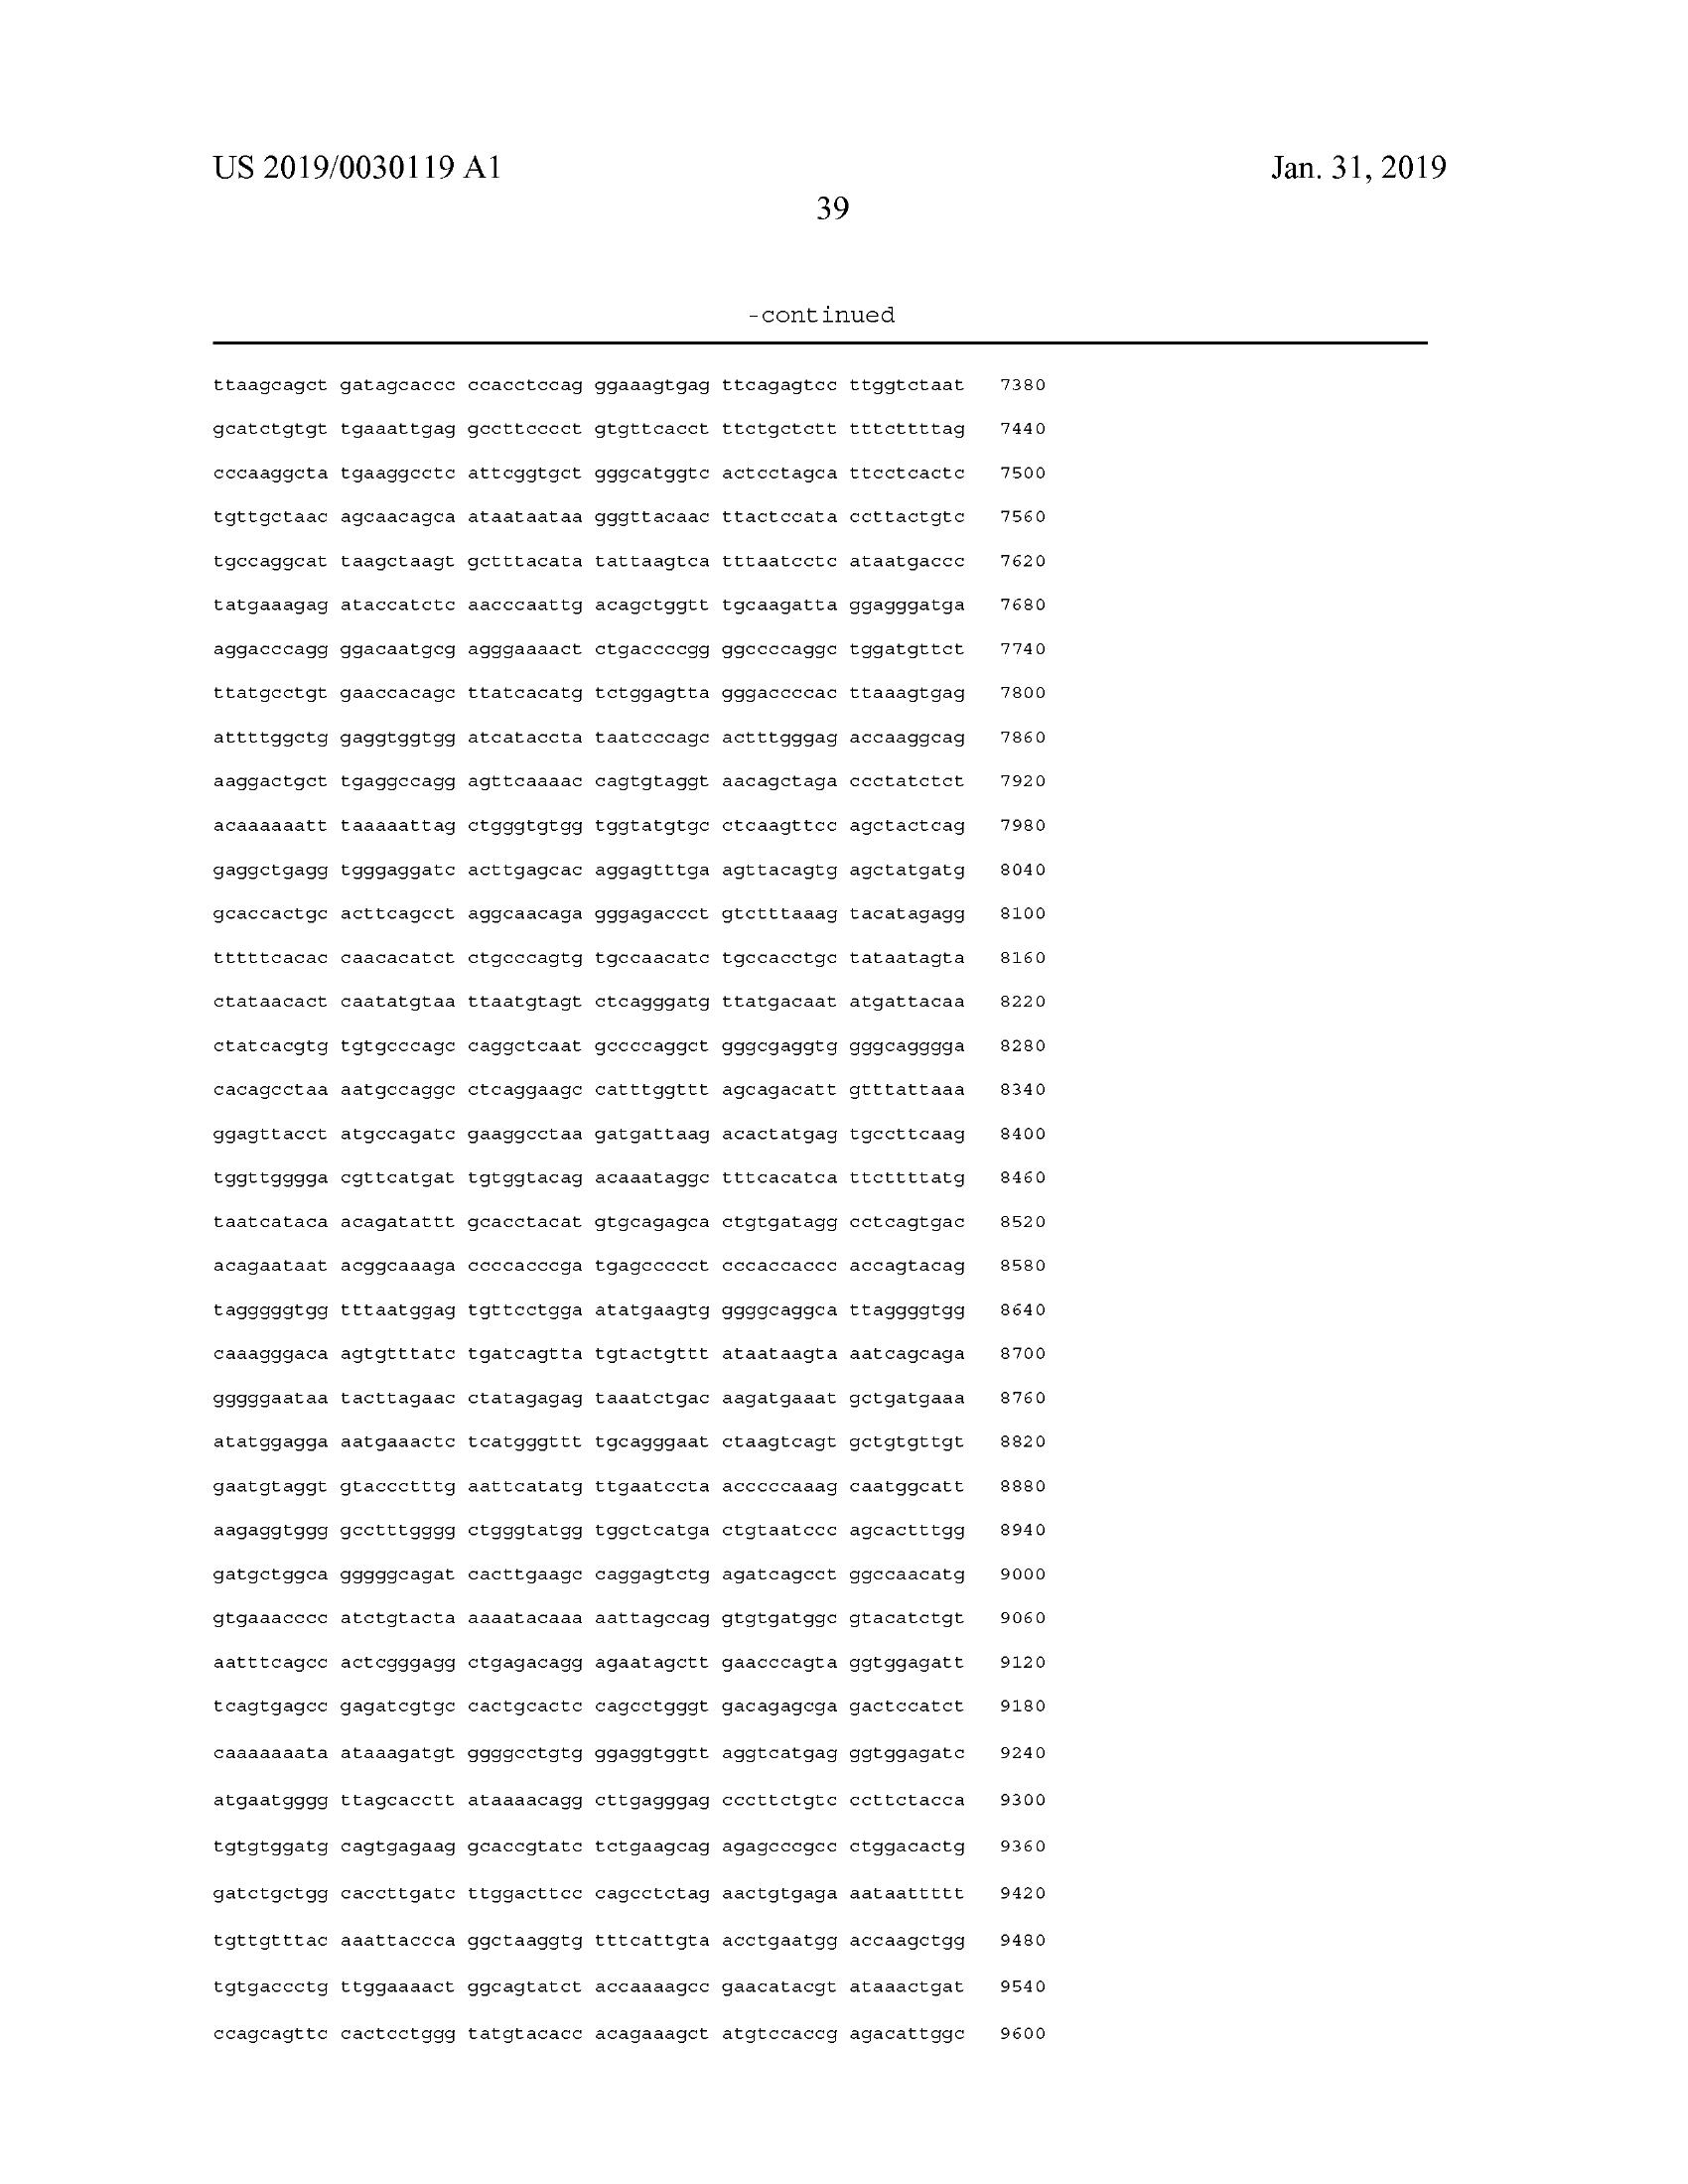 US 2019/0030119 A1
Jan. 31, 2019
39
-continued
ttaagcagct gatagcaccc ccacctccag ggaaagtgag ttcagagtcc ttggtctaat 7380
gcatctgtgt tgaaattgag gccttcccct gtgttcacct ttctgctctt tttcttttag 7440
cccaaggcta tgaaggcctc attcggtgct gggcatggtc actcctagca ttcctcactc 7500
tgttgctaac agcaacagca ataataataa gggttacaac ttactccata ccttactgtc 7560
tgccaggcat taagctaagt gctttacata tattaagtca tttaatcctc ataatgaccc 7620
tatgaaagag ataccatctc aacccaattg acagctggtt tgcaagatta ggagggatga 7680
aggacccagg ggacaatgcg agggaaaact ctgaccccgg ggccccaggc tggatgttct 7740
ttatgcctgt gaaccacagc ttatcacatg tctggagtta gggaccccac ttaaagtgag 7800
attttggctg gaggtggtgg atcataccta taatcccagc actttgggag accaaggcag 7860
aaggactgct tgaggccagg agttcaaaac cagtgtaggt aacagctaga ccctatctct 7920
acaaaaaatt taaaaattag ctgggtgtgg tggtatgtgc ctcaagttcc agctactcag 7980
gaggctgagg tgggaggatc acttgagcac aggagtttga agttacagtg agctatgatg 8040
gcaccactgc acttcagcct aggcaacaga gggagaccct gtctttaaag tacatagagg 8100
tttttcacac caacacatct ctgcccagtg tgccaacatc tgccacctgc tataatagta 8160
ctataacact caatatgtaa ttaatgtagt ctcagggatg ttatgacaat atgattacaa 8220
ctatcacgtg tgtgcccagc caggctcaat gccccaggct gggcgaggtg gggcagggga 8280
cacagcctaa aatgccaggc ctcaggaagc catttggttt agcagacatt gtttattaaa 8340
ggagttacct atgccagatc gaaggcctaa gatgattaag acactatgag tgccttcaag 8400
tggttgggga cgttcatgat tgtggtacag acaaataggc tttcacatca ttcttttatg 8460
taatcataca acagatattt gcacctacat gtgcagagca ctgtgatagg cctcagtgac 8520
acagaataat acggcaaaga ccccacccga tgagccccct cccaccaccc accagtacag 8580
tagggggtgg tttaatggag tgttcctgga atatgaagtg ggggcaggca ttaggggtgg 8640
caaagggaca agtgtttatc tgatcagtta tgtactgttt ataataagta aatcagcaga 8700
gggggaataa tacttagaac ctatagagag taaatctgac aagatgaaat gctgatgaaa 8760
atatggagga aatgaaactc tcatgggttt tgcagggaat ctaagtcagt gctgtgttgt 8820
gaatgtaggt gtaccctttg aattcatatg ttgaatccta acccccaaag caatggcatt 8880
aagaggtggg gcctttgggg ctgggtatgg tggctcatga ctgtaatccc agcactttgg 8940
gatgctggca gggggcagat cacttgaagc caggagtctg agatcagcct ggccaacatg 9000
gtgaaacccc atctgtacta aaaatacaaa aattagccag gtgtgatggc gtacatctgt 9060
aatttcagcc actcgggagg ctgagacagg agaatagctt gaacccagta ggtggagatt 9120
tcagtgagcc gagatcgtgc cactgcactc cagcctgggt gacagagcga gactccatct 9180
caaaaaaata ataaagatgt ggggcctgtg ggaggtggtt aggtcatgag ggtggagatc 9240
atgaatgggg ttagcacctt ataaaacagg cttgagggag cccttctgtc ccttctacca 9300
tgtgtggatg cagtgagaag gcaccgtatc tctgaagcag agagcccgcc ctggacactg 9360
gatctgctgg caccttgatc ttggacttcc cagcctctag aactgtgaga aataattttt 9420
tgttgtttac aaattaccca ggctaaggtg tttcattgta acctgaatgg accaagctgg 9480
tgtgaccctg ttggaaaact ggcagtatct accaaaagcc gaacatacgt ataaactgat 9540
ccagcagttc cactcctggg tatgtacacc acagaaagct atgtccaccg agacattggc 9600